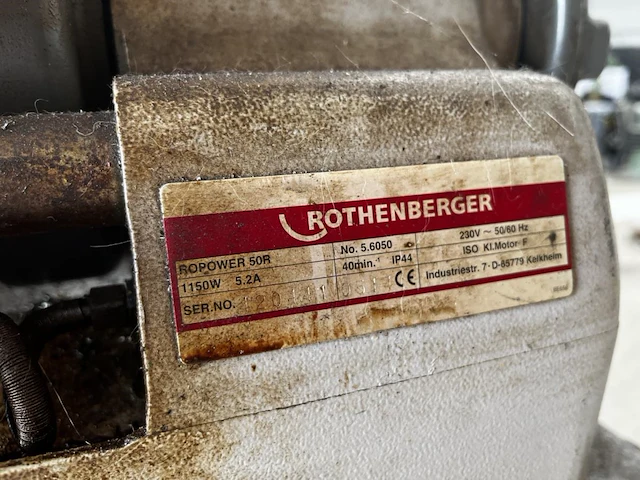 ROTHENBERGER
ROPOWER 50R No. 5.6050 230V ~ 50/60 Hz
1150W 5.2A 40min.⁻¹ IP44 ISO Kl.Motor F
SER.NO. CE Industriestr. 7·D-65779 Kelkheim